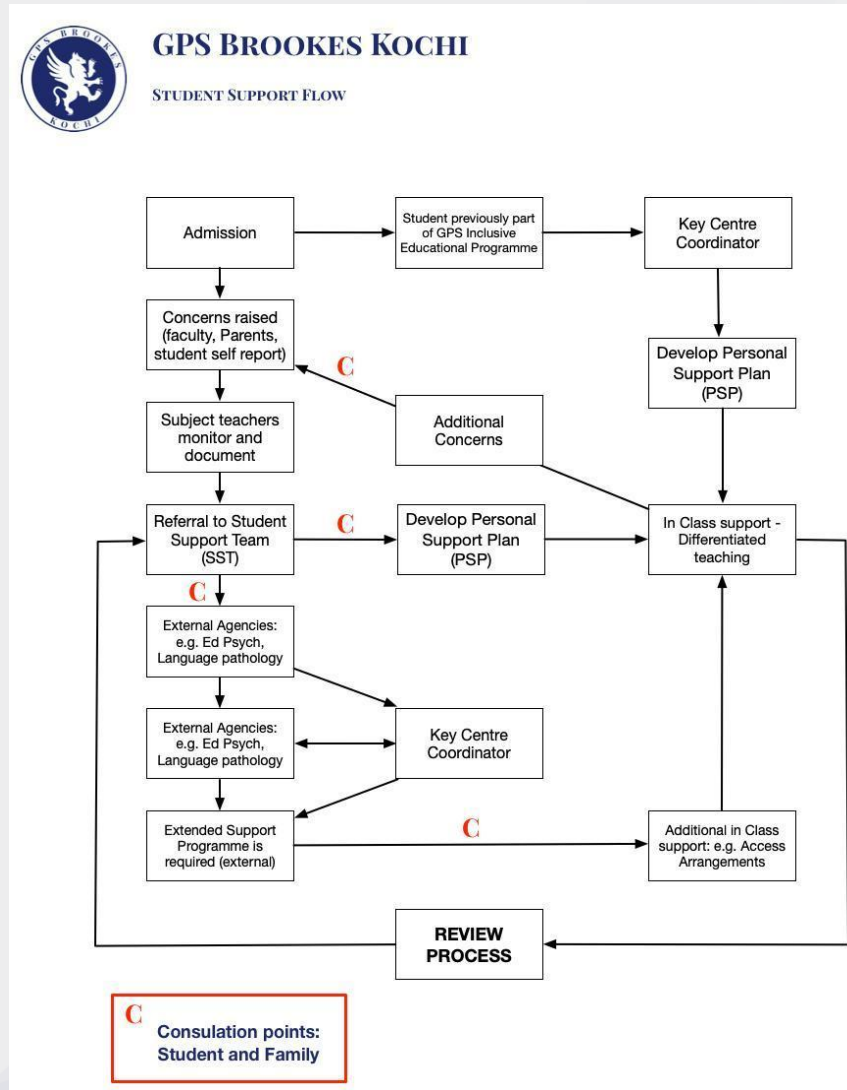 GPS BROOKES
KOCHI
GPS BROOKES KOCHI
STUDENT SUPPORT FLOW
Admission
Student previously part
of GPS Inclusive
Educational Programme
Key Centre
Coordinator
Concerns raised
(faculty, Parents,
student self report)
C
Develop Personal
Support Plan
(PSP)
Subject teachers
monitor and
document
Additional
Concerns
Referral to Student
Support Team
(SST)
C
Develop Personal
Support Plan
(PSP)
In Class support -
Differentiated
teaching
C
External Agencies:
e.g. Ed Psych,
Language pathology
External Agencies:
e.g. Ed Psych,
Language pathology
Key Centre
Coordinator
Extended Support
Programme is
required (external)
C
Additional in Class
support: e.g. Access
Arrangements
REVIEW
PROCESS
C
Consulation points:
Student and Family